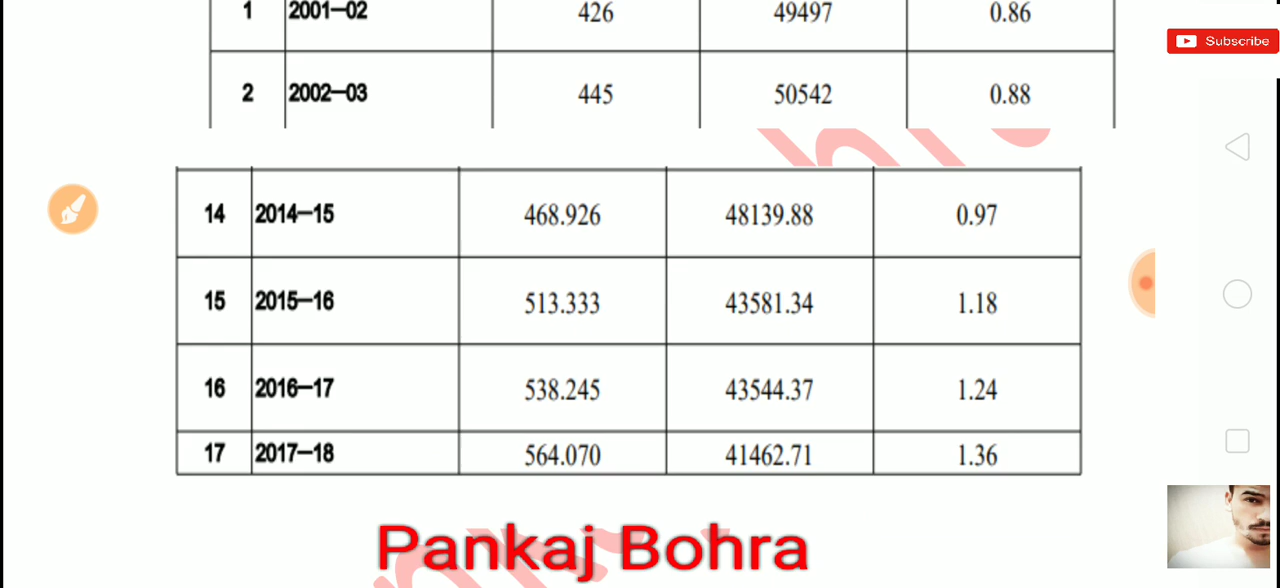 Subscribe
1 2001–02 426 49497 0.86
2 2002–03 445 50542 0.88
14 2014–15 468.926 48139.88 0.97
15 2015–16 513.333 43581.34 1.18
16 2016–17 538.245 43544.37 1.24
17 2017–18 564.070 41462.71 1.36
Pankaj Bohra